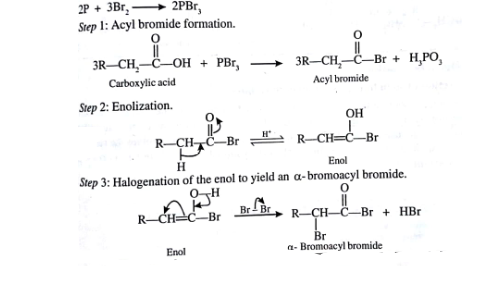 2P + 3Br₂ → 2PBr₃
Step 1: Acyl bromide formation.
O O
3R—CH₂—C—OH + PBr₃ → 3R—CH₂—C—Br + H₃PO₃
Carboxylic acid Acyl bromide
Step 2: Enolization.
O OH
R—CH—C—Br ⇌ H⁺ R—CH=C—Br
H Enol
Step 3: Halogenation of the enol to yield an α-bromoacyl bromide.
O—H O
R—CH=C—Br Br—Br → R—CH—C—Br + HBr
Br
Enol α- Bromoacyl bromide